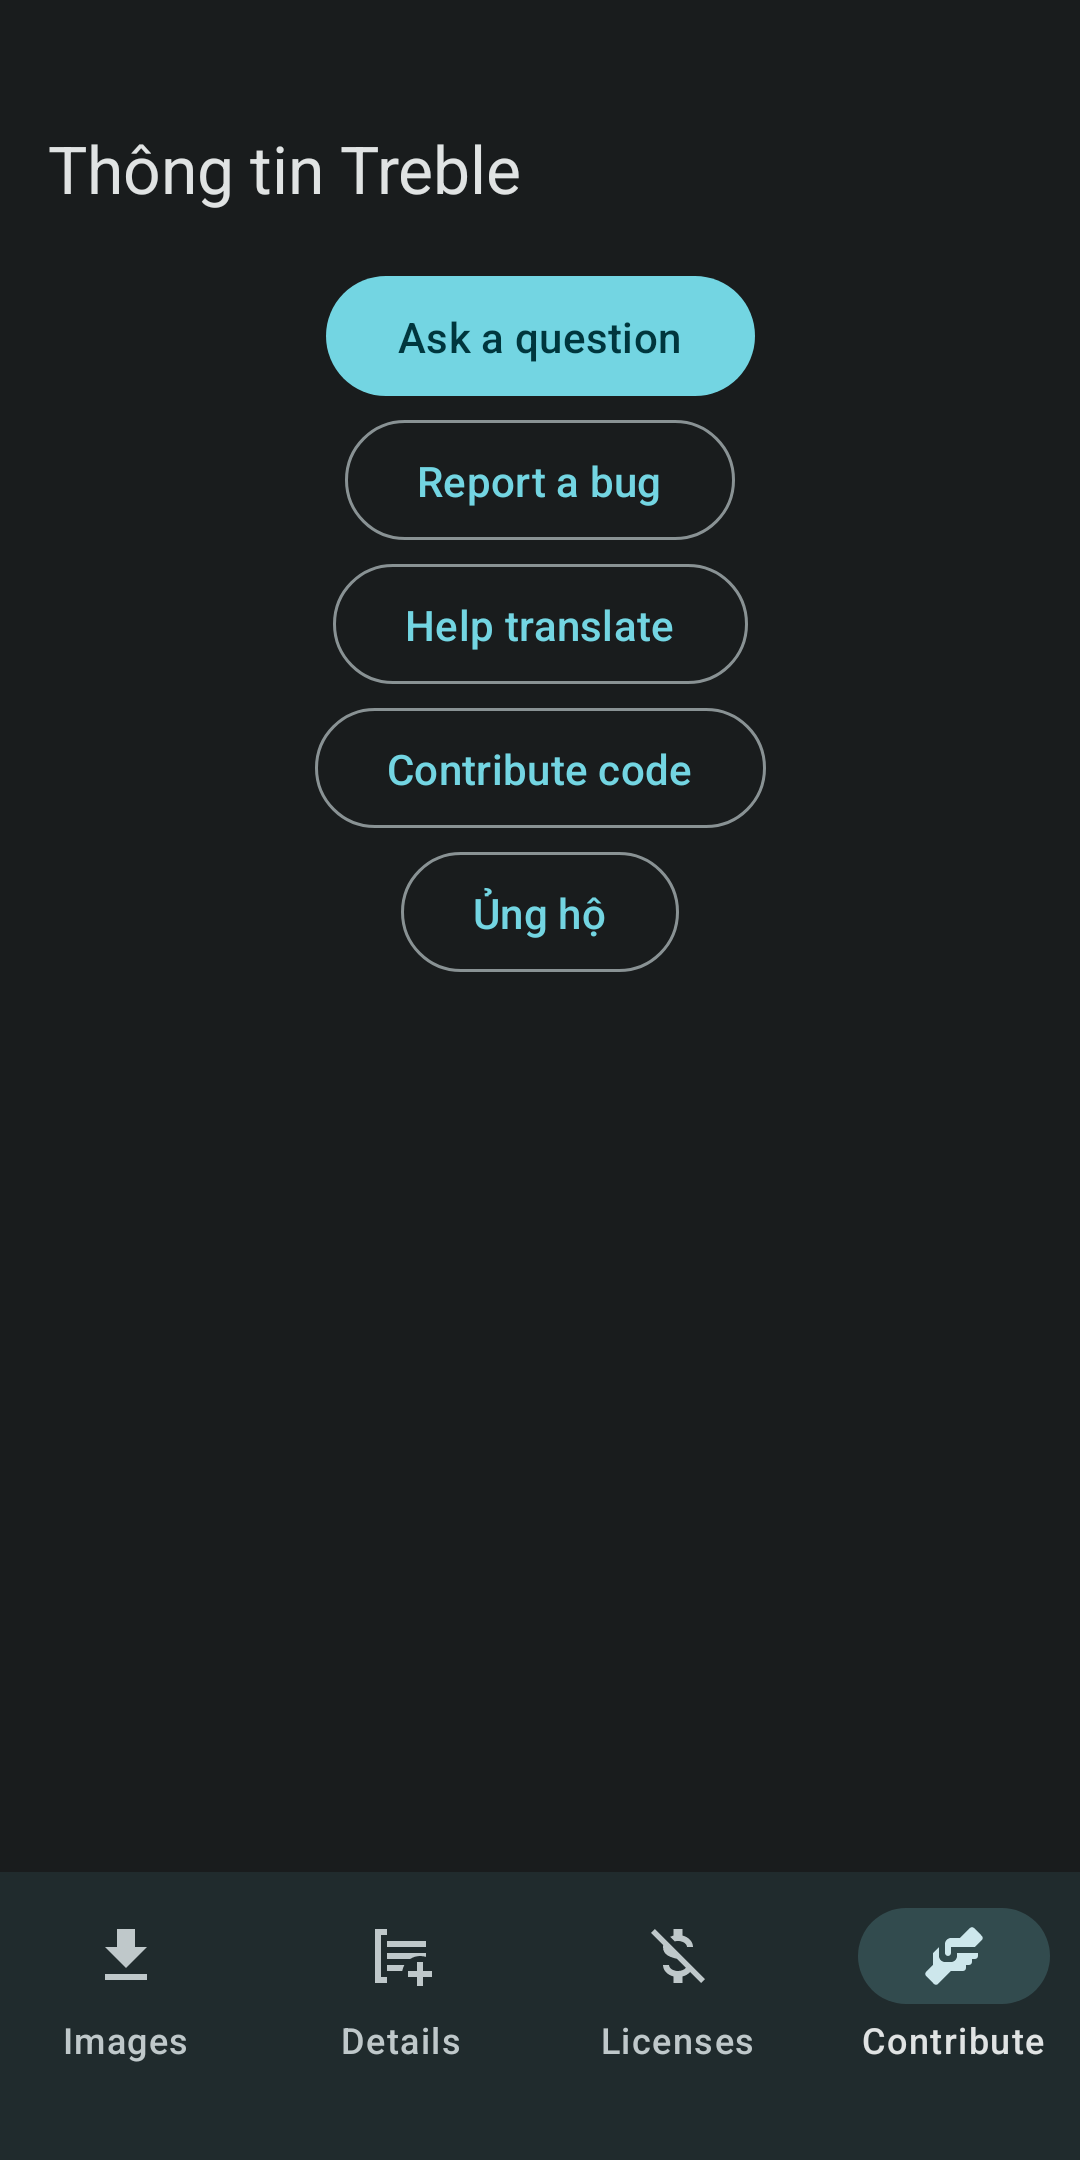 Thông tin Treble
Ask a question
Report a bug
Help translate
Contribute code
Ủng hộ
Images
Details
Licenses
Contribute